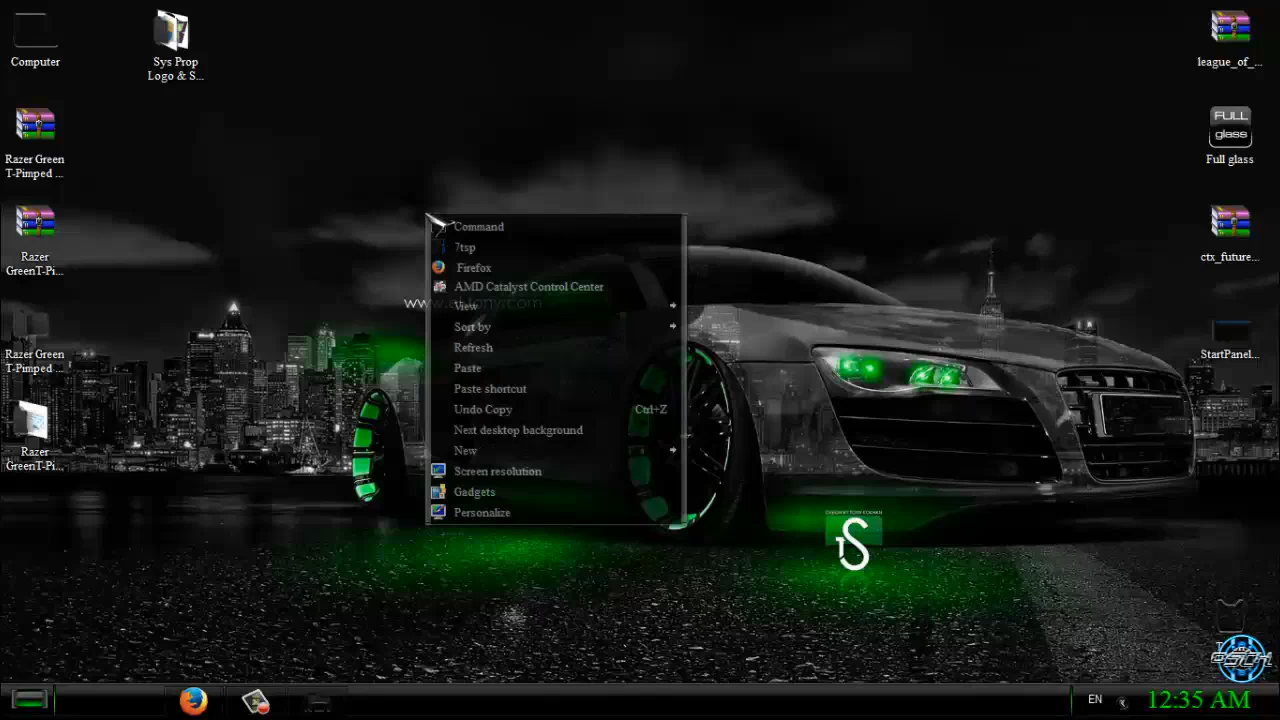 Computer
Sys Prop
Logo & S...
Razer Green
T-Pimped ...
Razer
GreenT-Pi...
Razer Green
T-Pimped ...
Razer
GreenT-Pi...
Command
7tsp
Firefox
AMD Catalyst Control Center
View
Sort by
Refresh
Paste
Paste shortcut
Undo Copy Ctrl+Z
Next desktop background
New
Screen resolution
Gadgets
Personalize
league_of_...
FULL
glass
Full glass
ctx_future...
StartPanel...
EN
12:35 AM